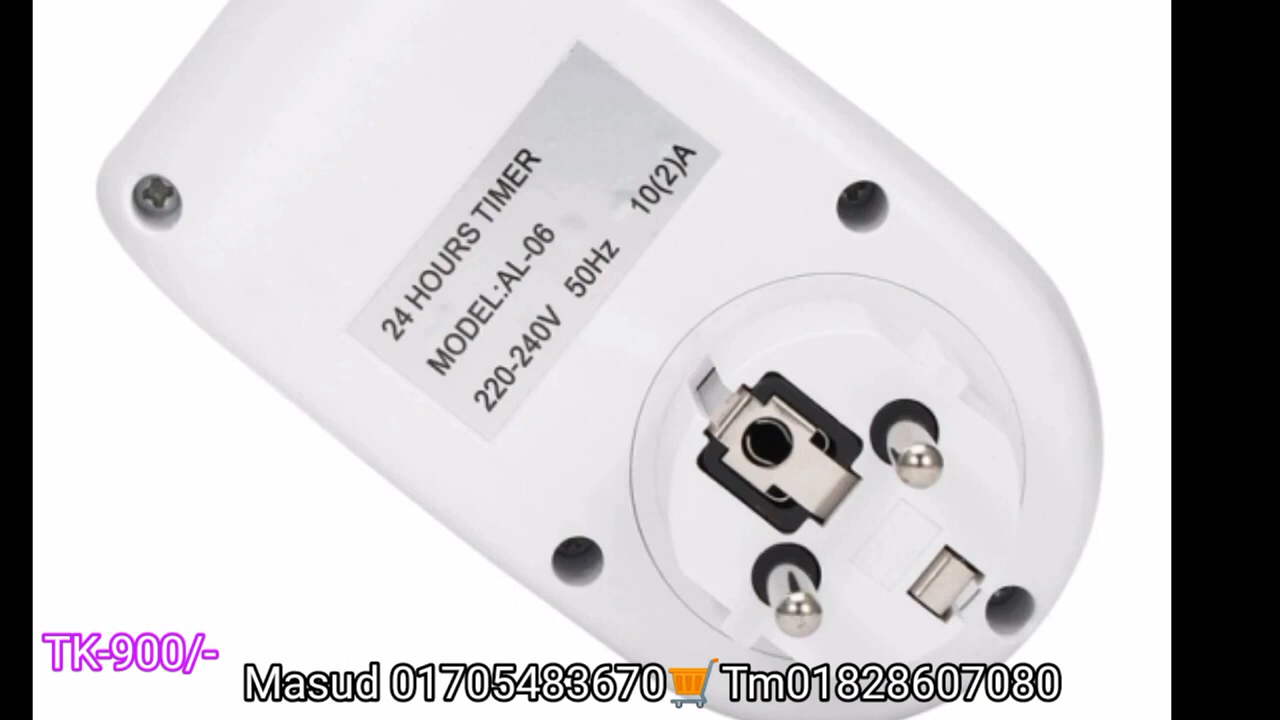 24 HOURS TIMER
MODEL:AL-06
220-240V 50Hz 10(2)A
TK-900/-
Masud 01705483670🛒Tm01828607080